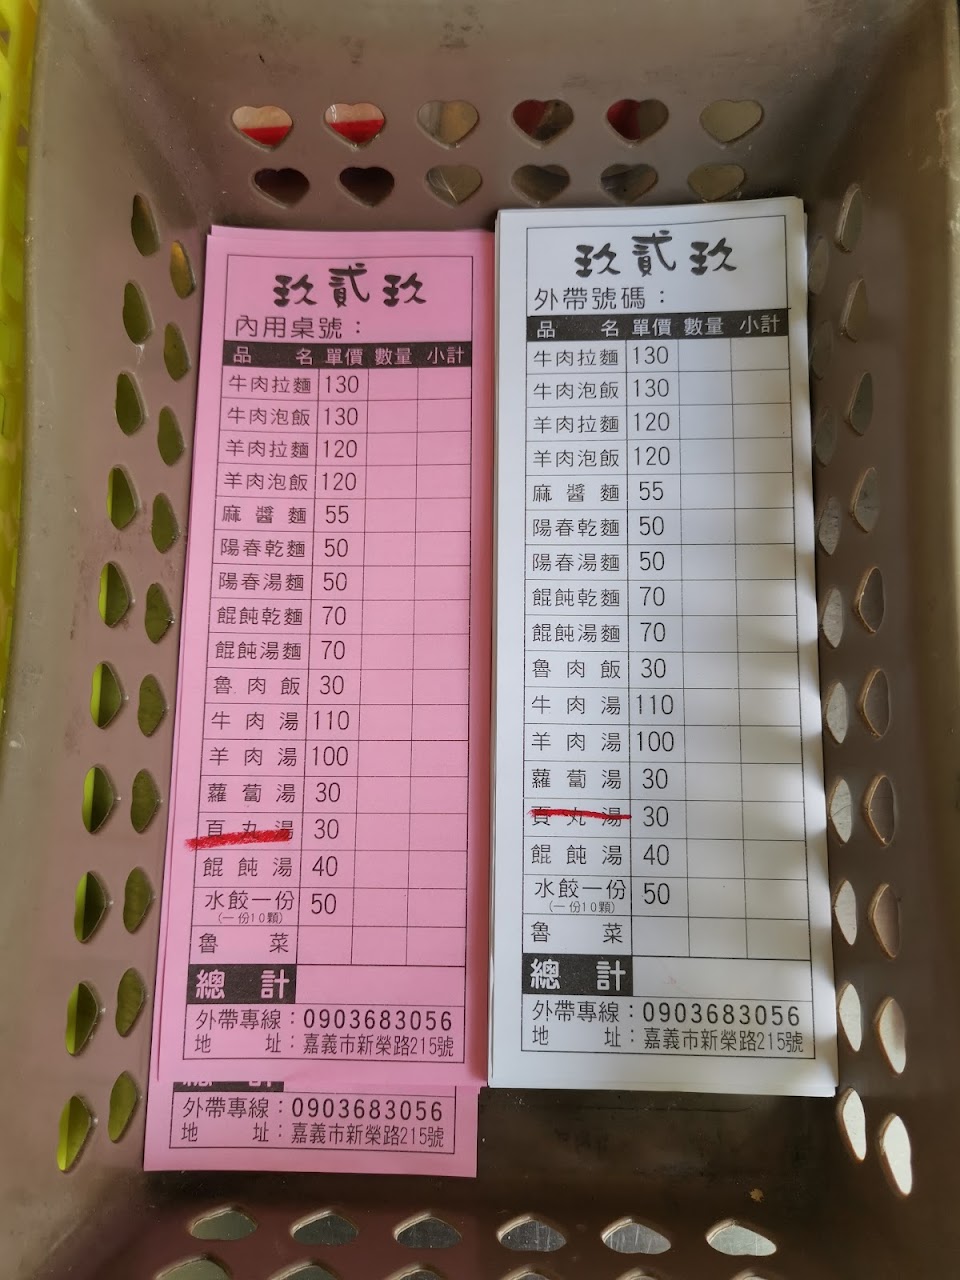 玖貳玖
內用桌號：
品 名 單價 數量 小計
牛肉拉麵 130
牛肉泡飯 130
羊肉拉麵 120
羊肉泡飯 120
麻醬麵 55
陽春乾麵 50
陽春湯麵 50
餛飩乾麵 70
餛飩湯麵 70
魯肉飯 30
牛肉湯 110
羊肉湯 100
蘿蔔湯 30
貢丸湯 30
餛飩湯 40
水餃一份 50
(一份10顆)
魯菜
總計
外帶專線：0903683056
地址：嘉義市新榮路215號
總計
外帶專線：0903683056
地址：嘉義市新榮路215號
玖貳玖
外帶號碼：
品 名 單價 數量 小計
牛肉拉麵 130
牛肉泡飯 130
羊肉拉麵 120
羊肉泡飯 120
麻醬麵 55
陽春乾麵 50
陽春湯麵 50
餛飩乾麵 70
餛飩湯麵 70
魯肉飯 30
牛肉湯 110
羊肉湯 100
蘿蔔湯 30
貢丸湯 30
餛飩湯 40
水餃一份 50
(一份10顆)
魯菜
總計
外帶專線：0903683056
地址：嘉義市新榮路215號